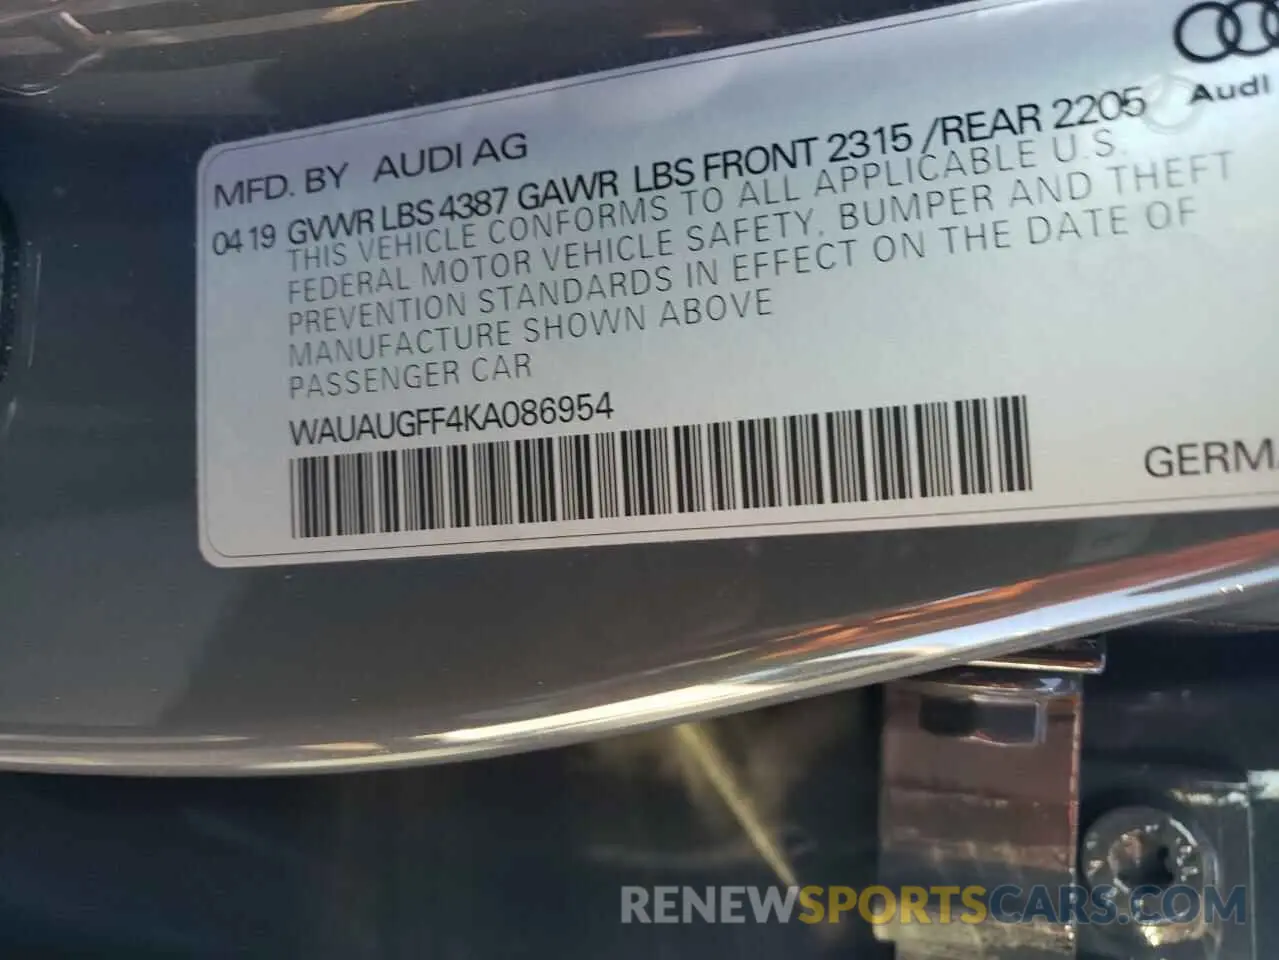 Audi
MFD. BY AUDI AG
04 19 GVWR LBS 4387 GAWR LBS FRONT 2315 /REAR 2205
THIS VEHICLE CONFORMS TO ALL APPLICABLE U.S.
FEDERAL MOTOR VEHICLE SAFETY, BUMPER AND THEFT
PREVENTION STANDARDS IN EFFECT ON THE DATE OF
MANUFACTURE SHOWN ABOVE
PASSENGER CAR
WAUAUGFF4KA086954
GERMA
RENEWSPORTSCARS.COM